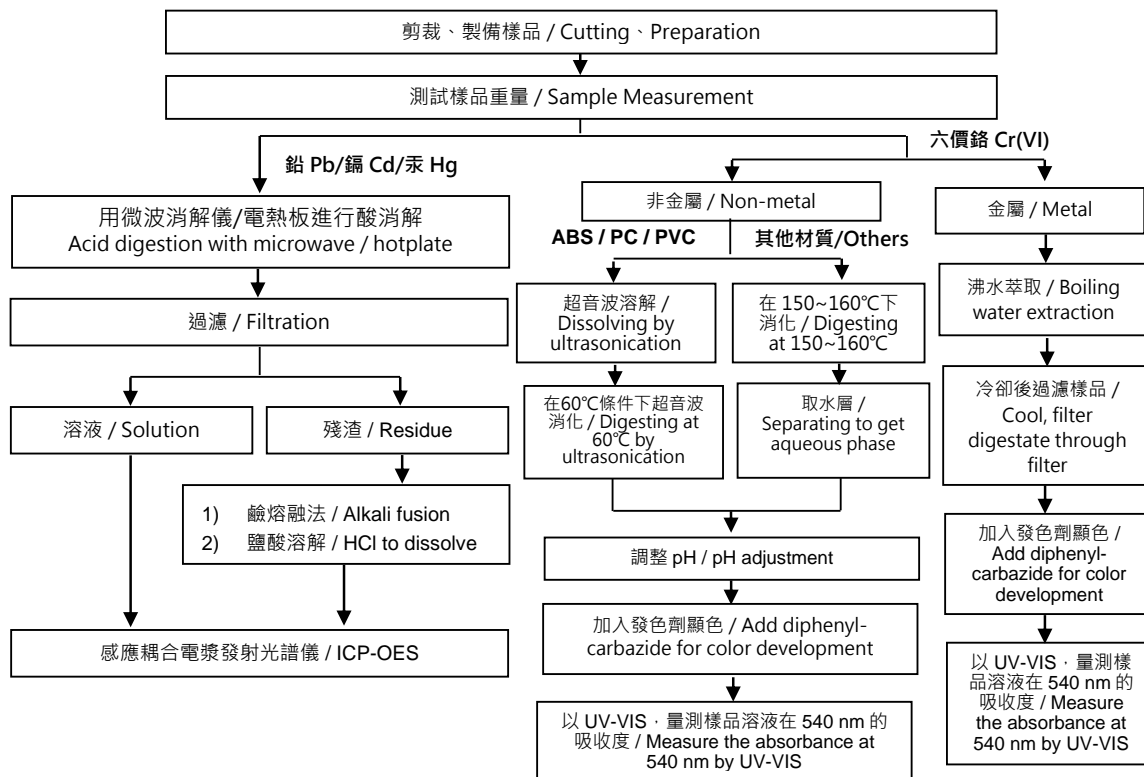 剪裁、製備樣品 / Cutting、Preparation
測試樣品重量 / Sample Measurement
鉛 Pb/鎘 Cd/汞 Hg
六價鉻 Cr(VI)
用微波消解儀/電熱板進行酸消解
Acid digestion with microwave / hotplate
過濾 / Filtration
溶液 / Solution
殘渣 / Residue
1) 鹼熔融法 / Alkali fusion
2) 鹽酸溶解 / HCl to dissolve
感應耦合電漿發射光譜儀 / ICP-OES
非金屬 / Non-metal
ABS / PC / PVC
其他材質/Others
超音波溶解 /
Dissolving by
ultrasonication
在60℃條件下超音波
消化 / Digesting at
60℃ by
ultrasonication
在 150~160℃下
消化 / Digesting
at 150~160℃
取水層 /
Separating to get
aqueous phase
調整 pH / pH adjustment
加入發色劑顯色 / Add diphenyl-
carbazide for color development
以 UV-VIS﹐量測樣品溶液在 540 nm 的
吸收度 / Measure the absorbance at
540 nm by UV-VIS
金屬 / Metal
沸水萃取 / Boiling
water extraction
冷卻後過濾樣品 /
Cool, filter
digestate through
filter
加入發色劑顯色 /
Add diphenyl-
carbazide for color
development
以 UV-VIS﹐量測樣
品溶液在 540 nm 的
吸收度 / Measure
the absorbance at
540 nm by UV-VIS